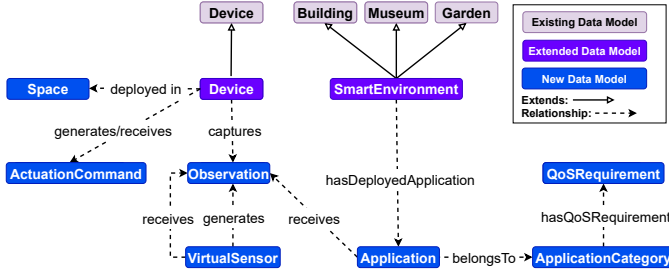 Device
Building
Museum
Garden
Existing Data Model
Extended Data Model
New Data Model
Extends:
Relationship:
Space
deployed in
Device
SmartEnvironment
generates/receives
captures
ActuationCommand
Observation
hasDeployedApplication
QoSRequirement
receives
generates
receives
hasQoSRequirement
VirtualSensor
Application
belongsTo
ApplicationCategory